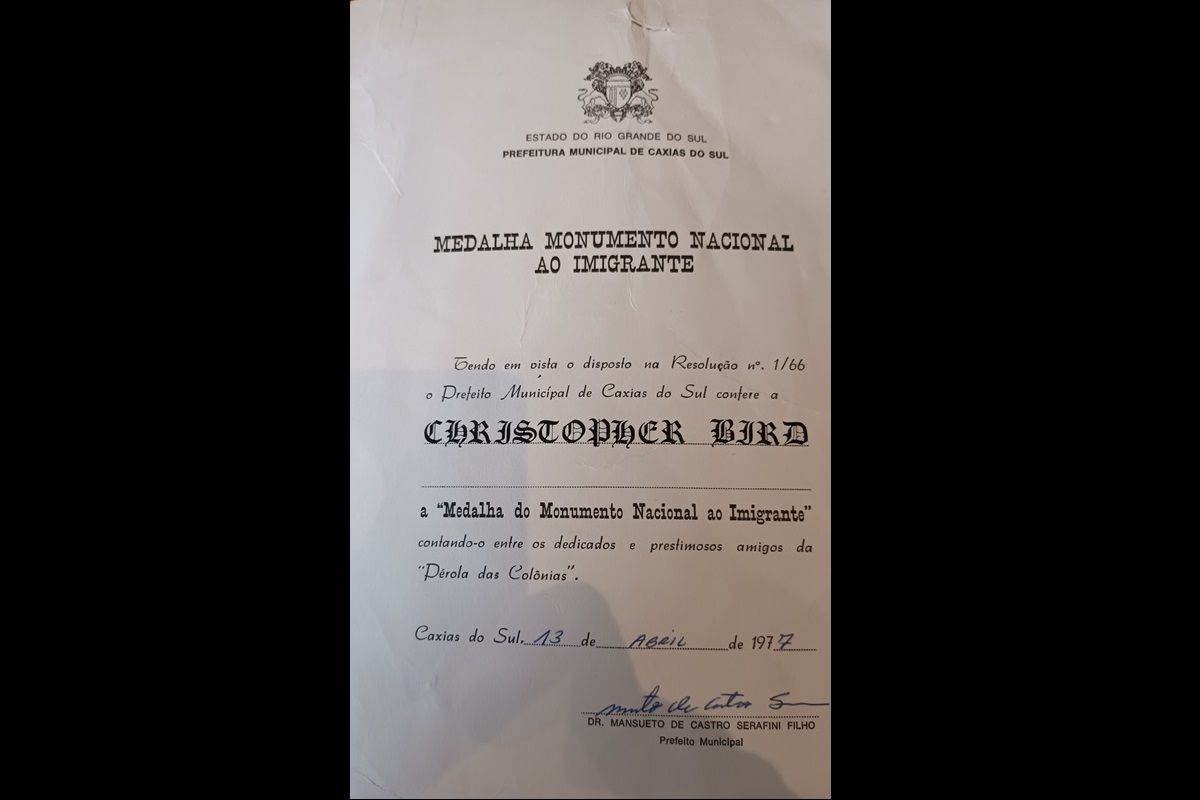 ESTADO DO RIO GRANDE DO SUL
PREFEITURA MUNICIPAL DE CAXIAS DO SUL
MEDALHA MONUMENTO NACIONAL
AO IMIGRANTE
Tendo em vista o disposto na Resolução nº. 1/66
o Prefeito Municípal de Caxias do Sul confere a
CHRISTOPHER BIRD
a "Medalha do Monumento Nacional ao Imigrante"
contando-o entre os dedicados e prestimosos amigos da
"Pérola das Colônias".
Caxias do Sul, 13 de ABRIL de 1977
DR. MANSUETO DE CASTRO SERAFINI FILHO
Prefeito Municipal